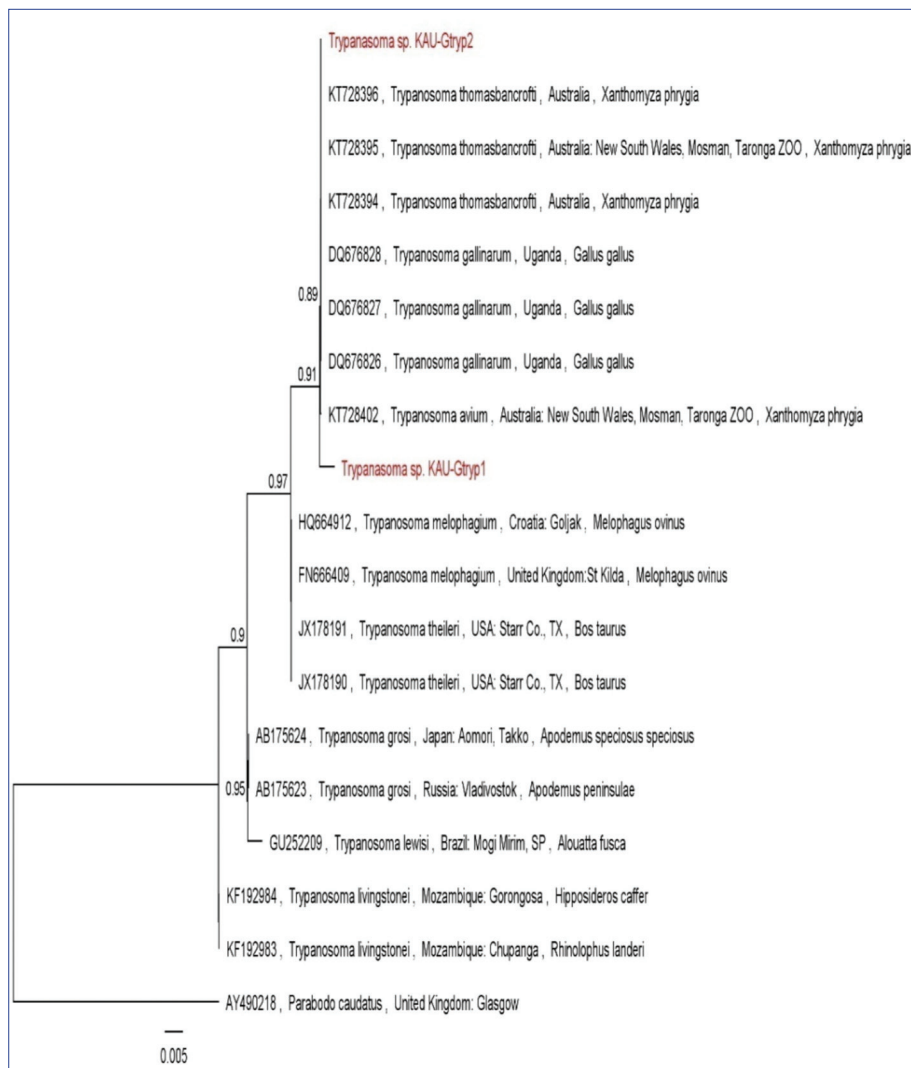 Trypanasoma sp. KAU-Gtryp2
KT728396 , Trypanosoma thomasbancrofti , Australia , Xanthomyza phrygia
KT728395 , Trypanosoma thomasbancrofti , Australia: New South Wales, Mosman, Taronga ZOO , Xanthomyza phrygia
KT728394 , Trypanosoma thomasbancrofti , Australia , Xanthomyza phrygia
DQ676828 , Trypanosoma gallinarum , Uganda , Gallus gallus
0.89
DQ676827 , Trypanosoma gallinarum , Uganda , Gallus gallus
DQ676826 , Trypanosoma gallinarum , Uganda , Gallus gallus
0.91
KT728402 , Trypanosoma avium , Australia: New South Wales, Mosman, Taronga ZOO , Xanthomyza phrygia
Trypanasoma sp. KAU-Gtryp1
0.97
HQ664912 , Trypanosoma melophagium , Croatia: Goljak , Melophagus ovinus
FN666409 , Trypanosoma melophagium , United Kingdom:St Kilda , Melophagus ovinus
JX178191 , Trypanosoma theileri , USA: Starr Co., TX , Bos taurus
0.9
JX178190 , Trypanosoma theileri , USA: Starr Co., TX , Bos taurus
AB175624 , Trypanosoma grosi , Japan: Aomori, Takko , Apodemus speciosus speciosus
0.95
AB175623 , Trypanosoma grosi , Russia: Vladivostok , Apodemus peninsulae
GU252209 , Trypanosoma lewisi , Brazil: Mogi Mirim, SP , Alouatta fusca
KF192984 , Trypanosoma livingstonei , Mozambique: Gorongosa , Hipposideros caffer
KF192983 , Trypanosoma livingstonei , Mozambique: Chupanga , Rhinolophus landeri
AY490218 , Parabodo caudatus , United Kingdom: Glasgow
0.005